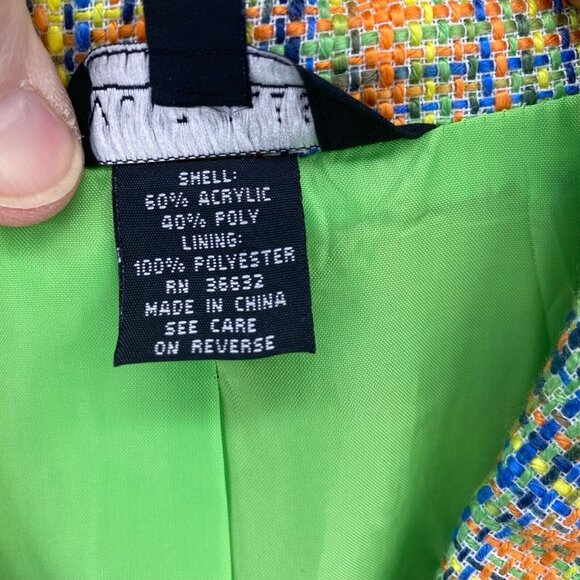 SHELL:
60% ACRYLIC
40% POLY
LINING:
100% POLYESTER
RN 36632
MADE IN CHINA
SEE CARE
ON REVERSE